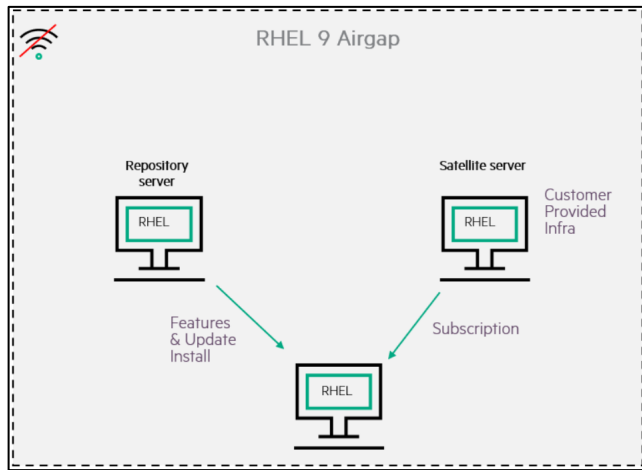 RHEL 9 Airgap
Repository
server
RHEL
Satellite server
RHEL
Customer
Provided
Infra
Features
& Update
Install
Subscription
RHEL